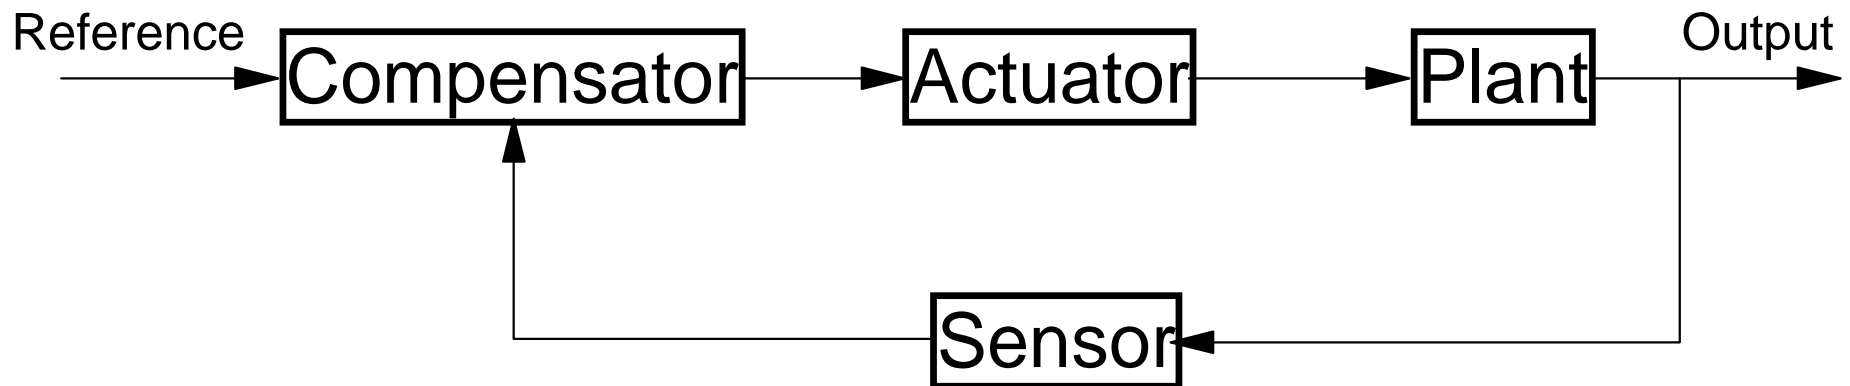 Reference
Output
Compensator
Actuator
Plant
Sensor